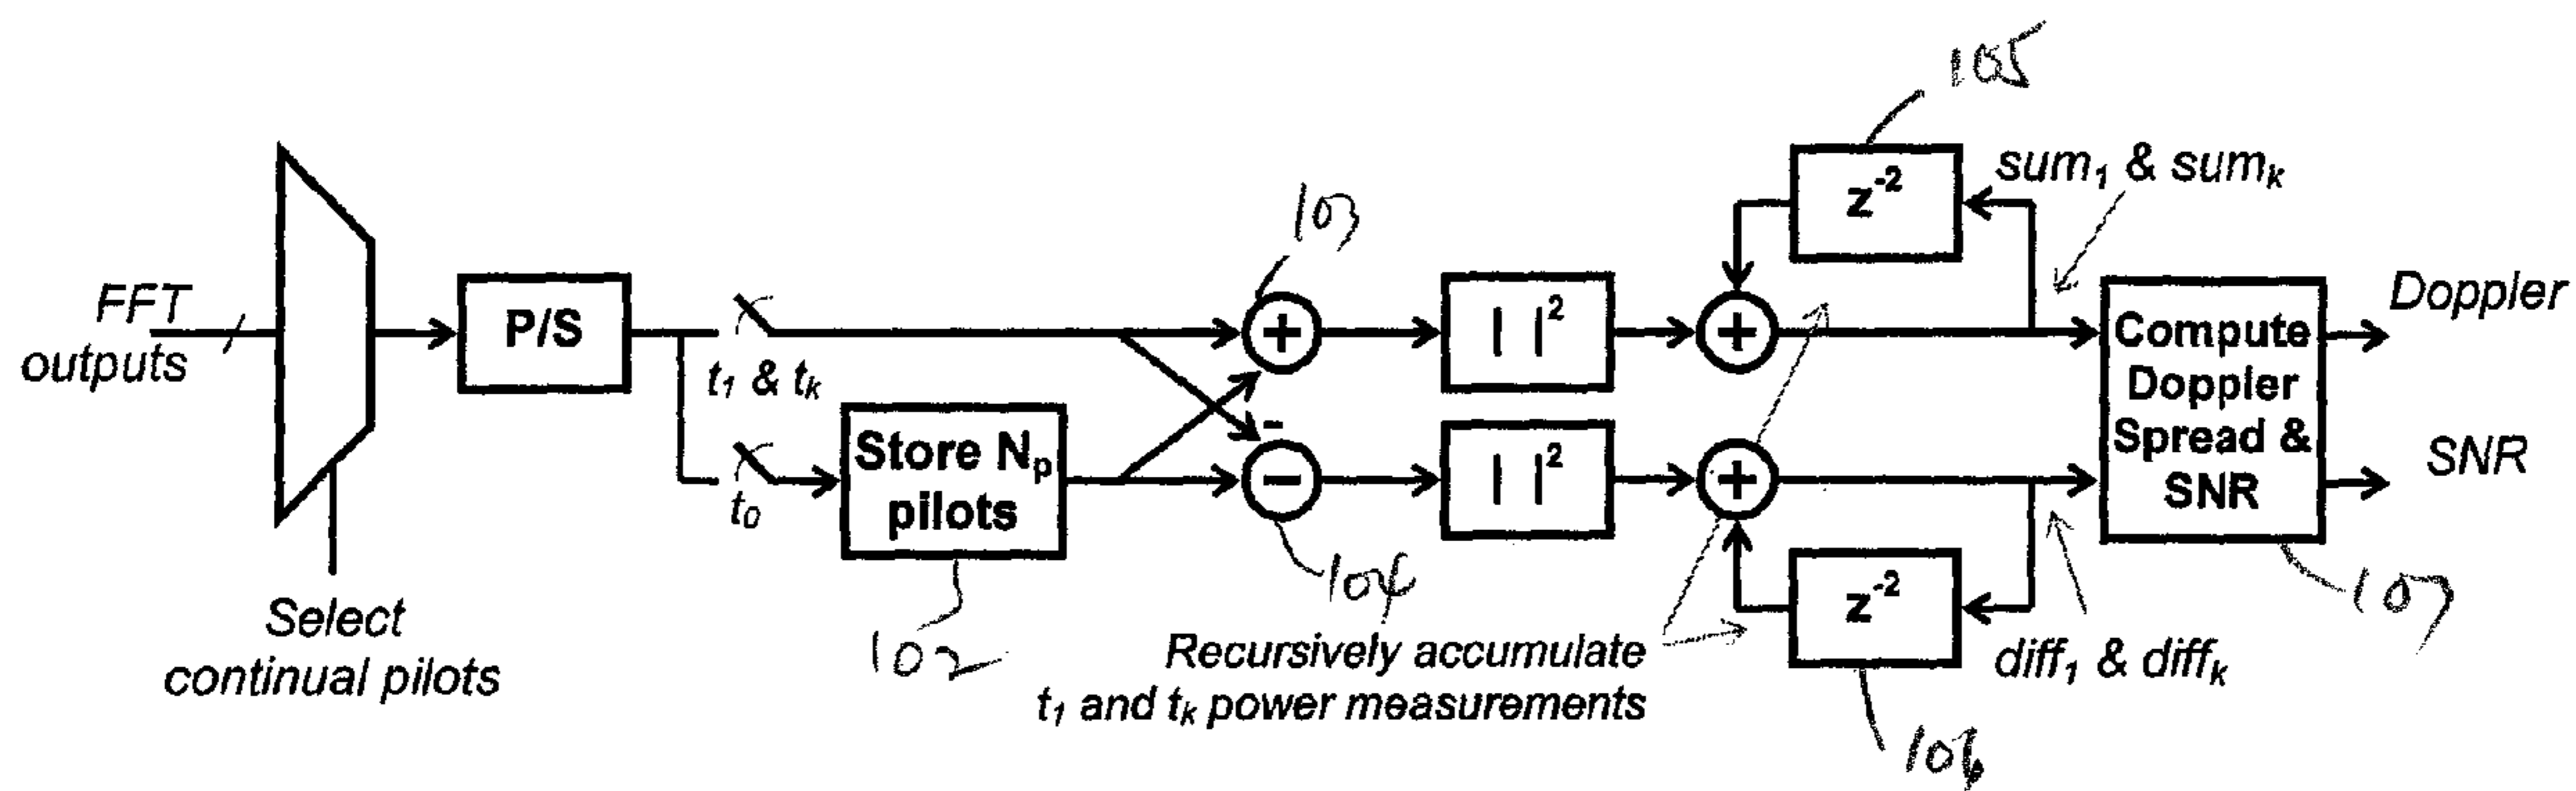 105
sum₁ & sumₖ
z⁻²
103
FFT
outputs
P/S
t₁ & tₖ
+
| |²
+
Doppler
Compute
Doppler
Spread &
SNR
SNR
Store Nₚ
pilots
t₀
-
−
| |²
+
102
104
z⁻²
107
Select
continual pilots
Recursively accumulate
t₁ and tₖ power measurements
diff₁ & diffₖ
106